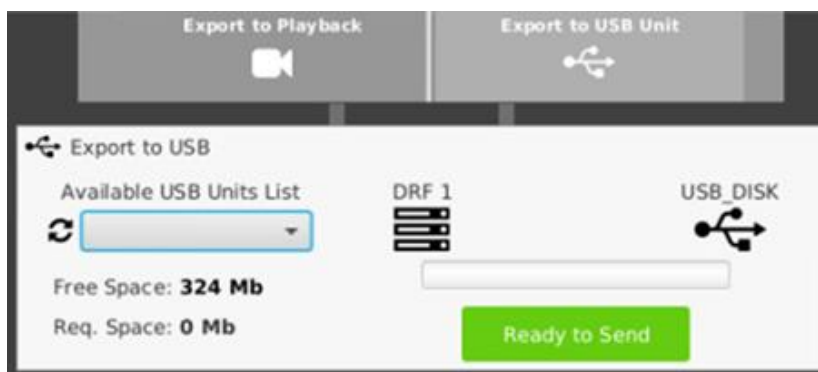 Export to Playback
Export to USB Unit
Export to USB
Available USB Units List
DRF 1
USB_DISK
Free Space: 324 Mb
Req. Space: 0 Mb
Ready to Send